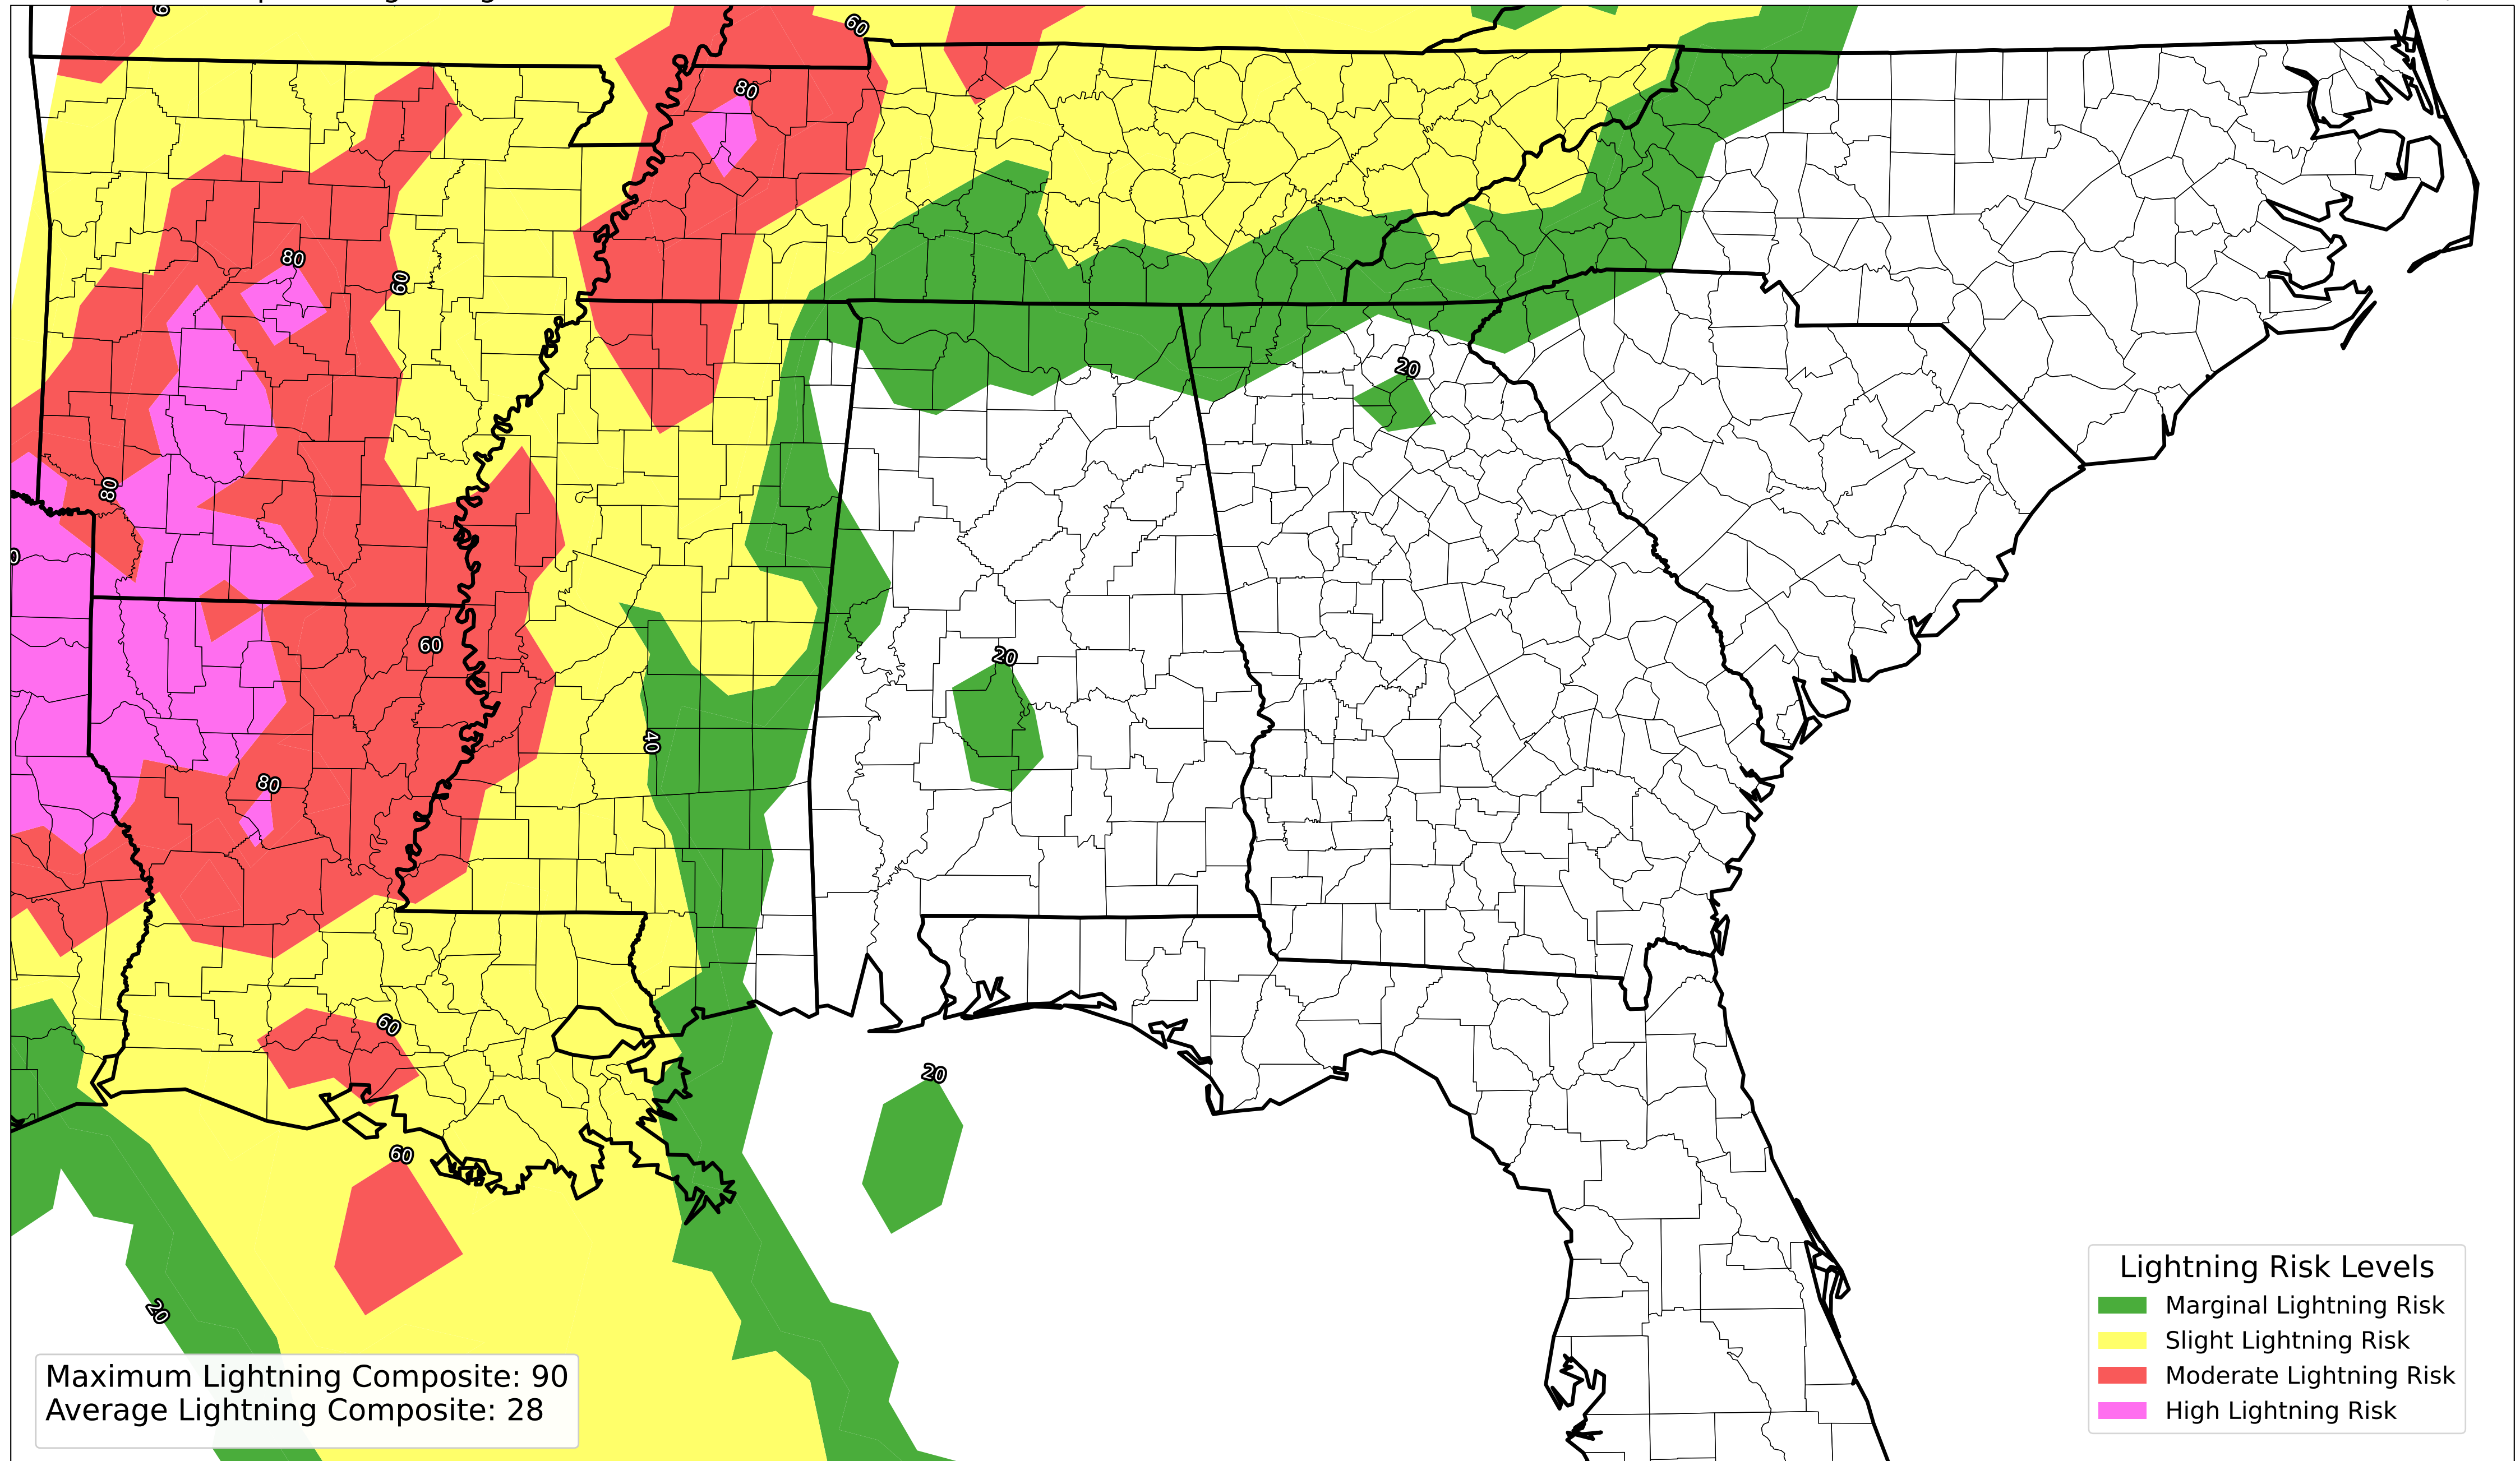 60
80
80
60
20
80
60
20
40
80
60
20
60
20
Maximum Lightning Composite: 90
Average Lightning Composite: 28
Lightning Risk Levels
Marginal Lightning Risk
Slight Lightning Risk
Moderate Lightning Risk
High Lightning Risk